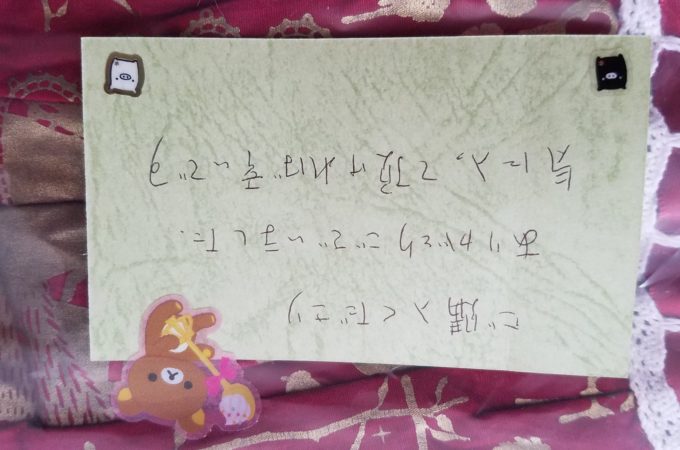 ご購入くださり
ありがとうございました.
気に入って頂ければ幸いです